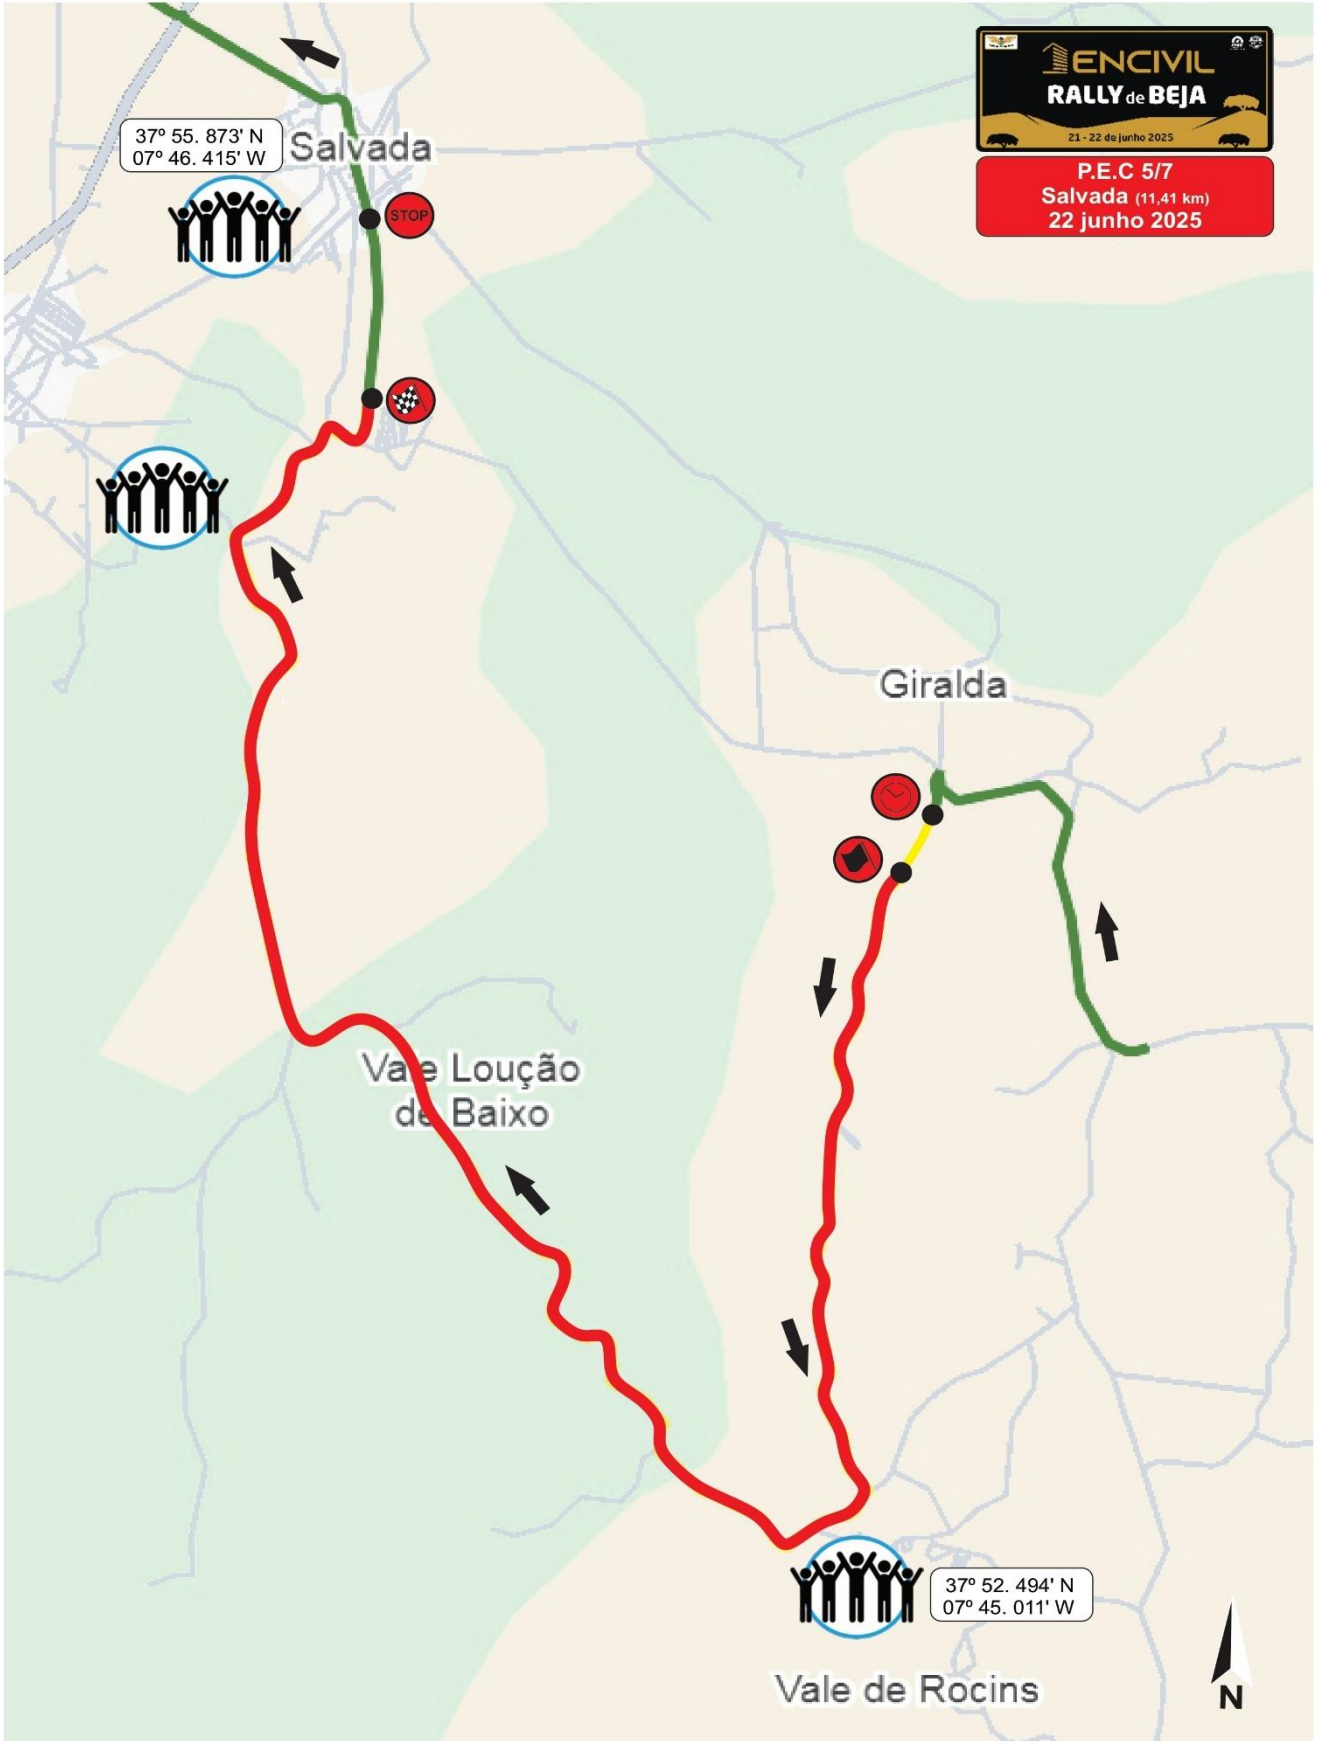 ENCIVIL
RALLY de BEJA
21 - 22 de junho 2025
P.E.C 5/7
Salvada (11,41 km)
22 junho 2025
37º 55. 873' N
07º 46. 415' W
Salvada
STOP
Giralda
Vale Loução
de Baixo
37º 52. 494' N
07º 45. 011' W
Vale de Rocins
N